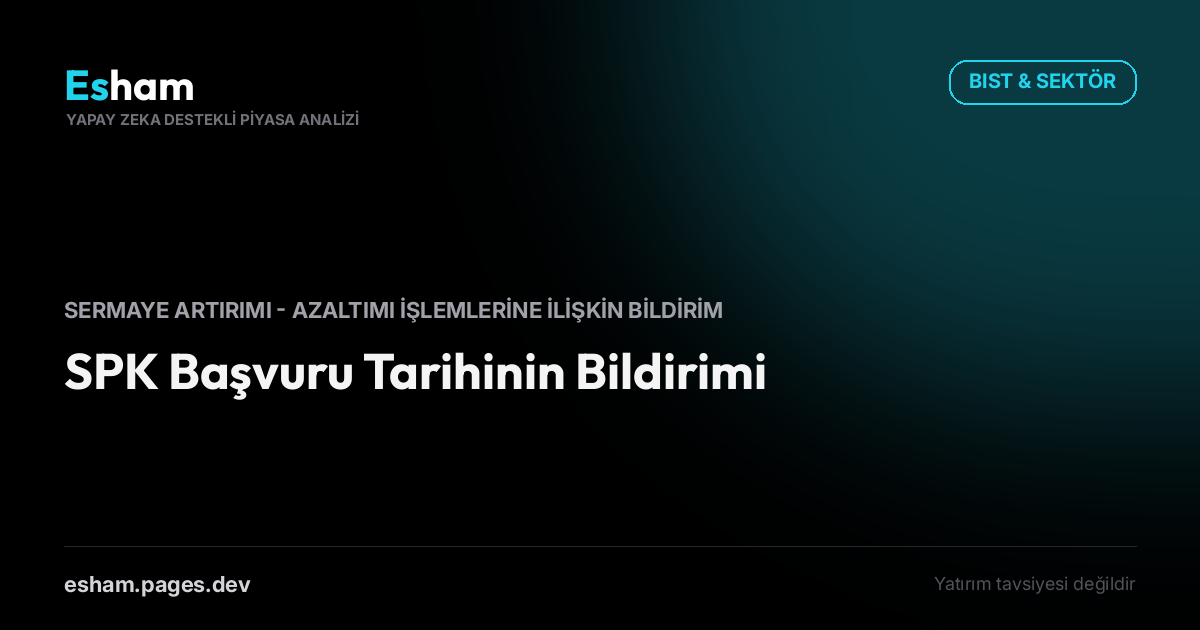 Esham
BIST & SEKTÖR
YAPAY ZEKA DESTEKLİ PİYASA ANALİZİ
SERMAYE ARTIRIMI - AZALTIMI İŞLEMLERİNE İLİŞKİN BİLDİRİM
SPK Başvuru Tarihinin Bildirimi
esham.pages.dev
Yatırım tavsiyesi değildir